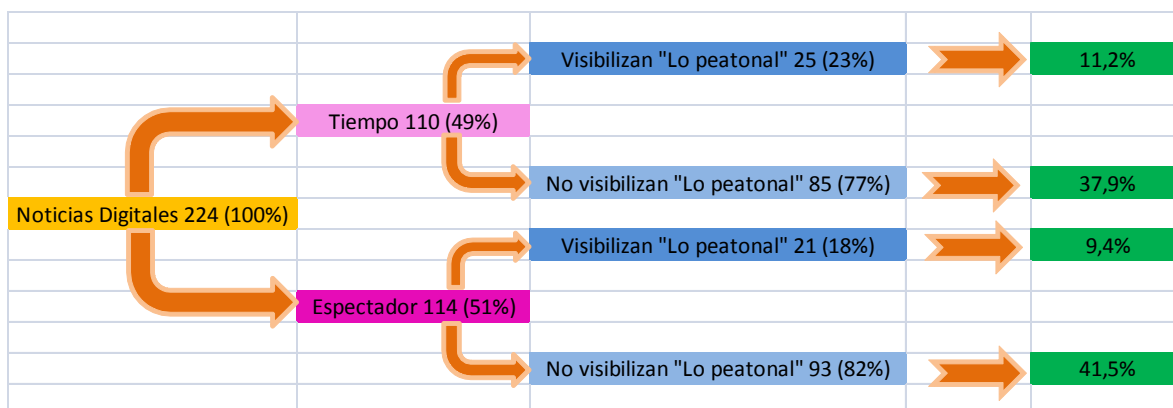 Visibilizan "Lo peatonal" 25 (23%)
11,2%
Tiempo 110 (49%)
No visibilizan "Lo peatonal" 85 (77%)
37,9%
Noticias Digitales 224 (100%)
Visibilizan "Lo peatonal" 21 (18%)
9,4%
Espectador 114 (51%)
No visibilizan "Lo peatonal" 93 (82%)
41,5%